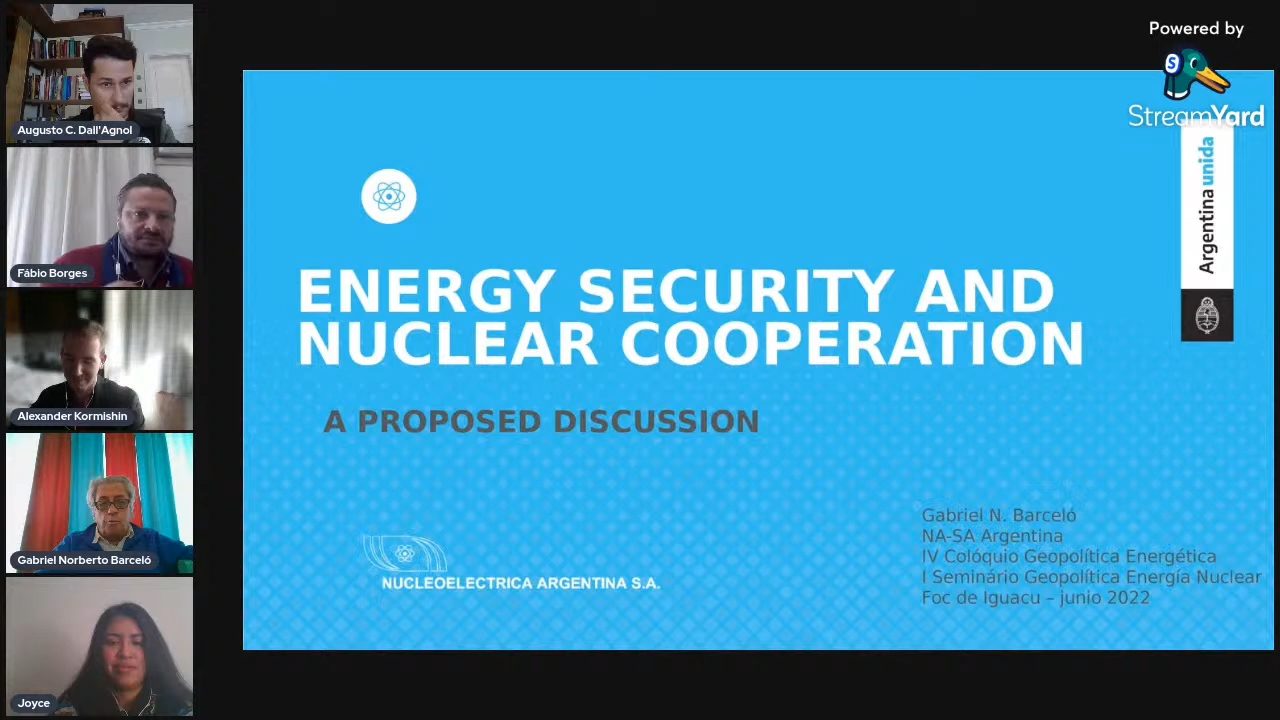 Augusto C. Dall'Agnol
Fábio Borges
Alexander Kormishin
Gabriel Norberto Barceló
Joyce
Powered by
S
StreamYard
Argentina unida
ENERGY SECURITY AND
NUCLEAR COOPERATION
A PROPOSED DISCUSSION
NUCLEOELECTRICA ARGENTINA S.A.
Gabriel N. Barceló
NA-SA Argentina
IV Colóquio Geopolítica Energética
I Seminário Geopolítica Energía Nuclear
Foc de Iguacu – junio 2022